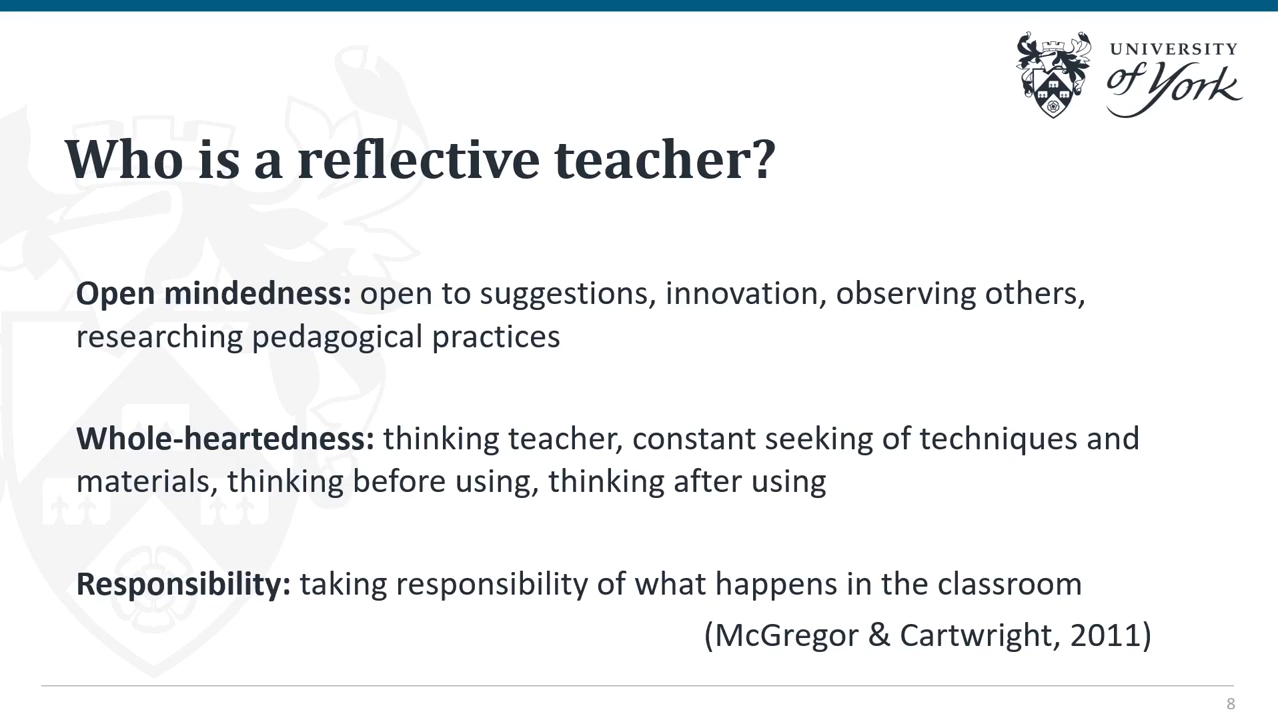 UNIVERSITY
of York
Who is a reflective teacher?
Open mindedness: open to suggestions, innovation, observing others,
researching pedagogical practices
Whole-heartedness: thinking teacher, constant seeking of techniques and
materials, thinking before using, thinking after using
Responsibility: taking responsibility of what happens in the classroom
(McGregor & Cartwright, 2011)
8